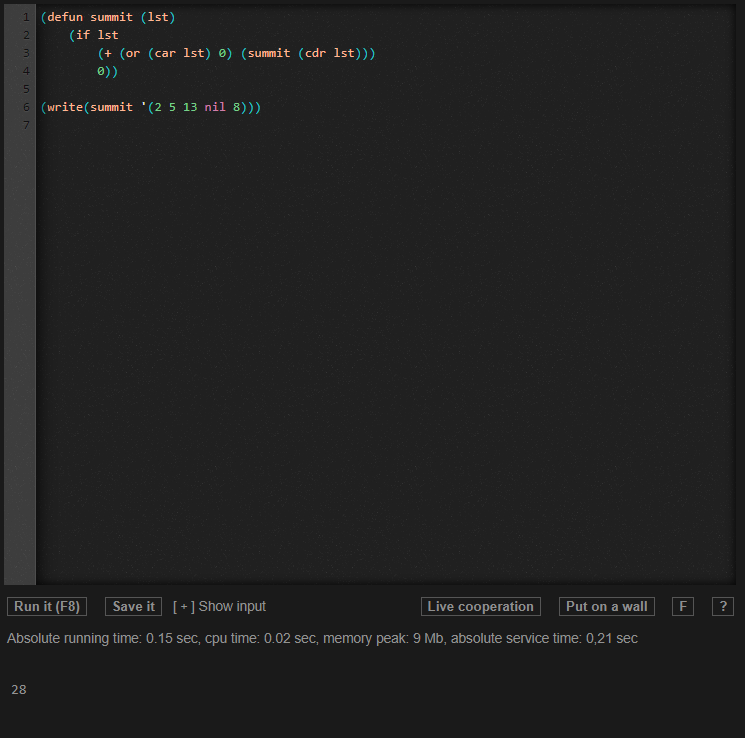 1 (defun summit (lst)
2 (if lst
3 (+ (or (car lst) 0) (summit (cdr lst)))
4 0))
5
6 (write(summit '(2 5 13 nil 8)))
7
Run it (F8) Save it [ + ] Show input Live cooperation Put on a wall F ?
Absolute running time: 0.15 sec, cpu time: 0.02 sec, memory peak: 9 Mb, absolute service time: 0,21 sec
28